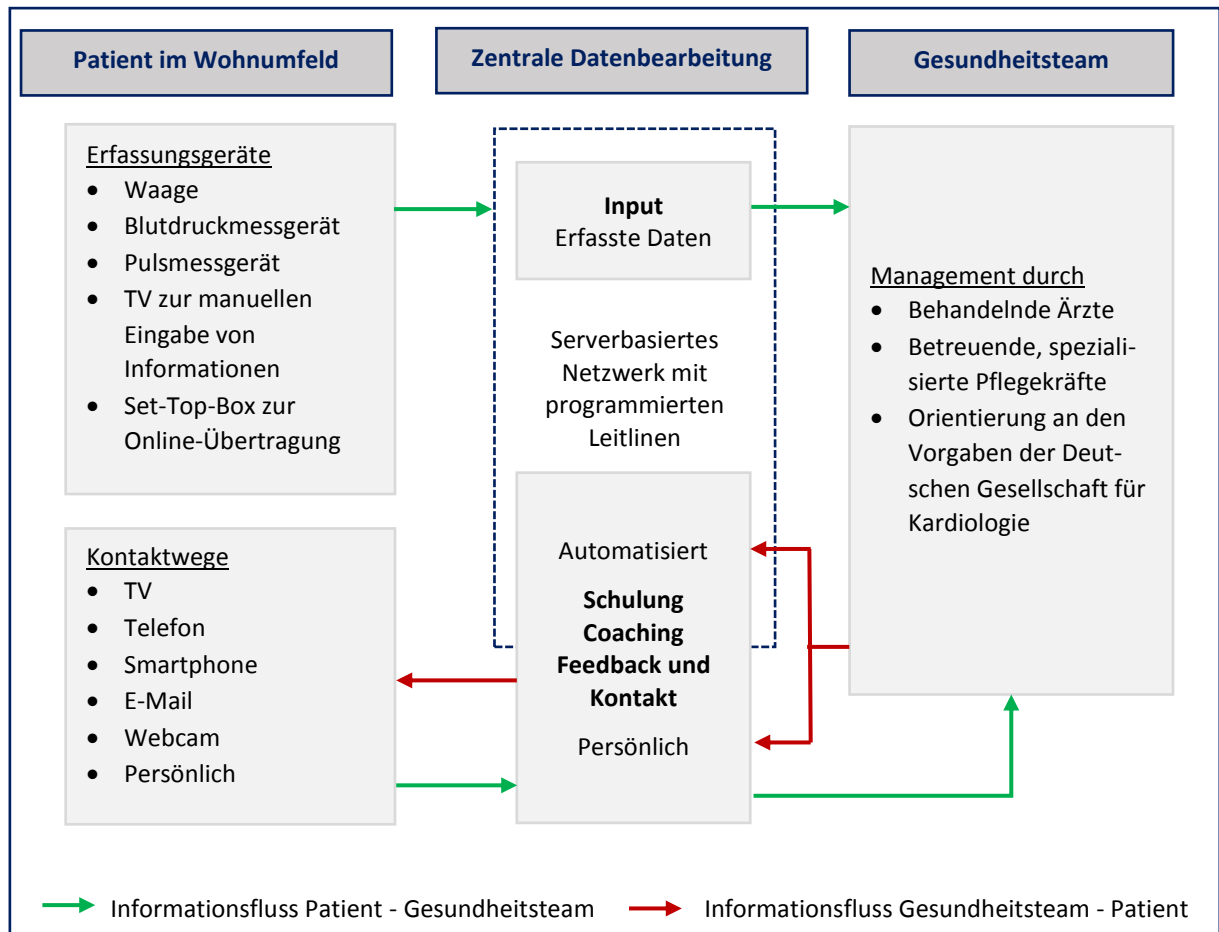 Patient im Wohnumfeld
Zentrale Datenbearbeitung
Gesundheitsteam
Erfassungsgeräte
• Waage
• Blutdruckmessgerät
• Pulsmessgerät
• TV zur manuellen
Eingabe von
Informationen
• Set-Top-Box zur
Online-Übertragung
Kontaktwege
• TV
• Telefon
• Smartphone
• E-Mail
• Webcam
• Persönlich
Input
Erfasste Daten
Serverbasiertes
Netzwerk mit
programmierten
Leitlinen
Automatisiert
Schulung
Coaching
Feedback und
Kontakt
Persönlich
Management durch
• Behandelnde Ärzte
• Betreuende, speziali-
sierte Pflegekräfte
• Orientierung an den
Vorgaben der Deut-
schen Gesellschaft für
Kardiologie
Informationsfluss Patient - Gesundheitsteam
Informationsfluss Gesundheitsteam - Patient